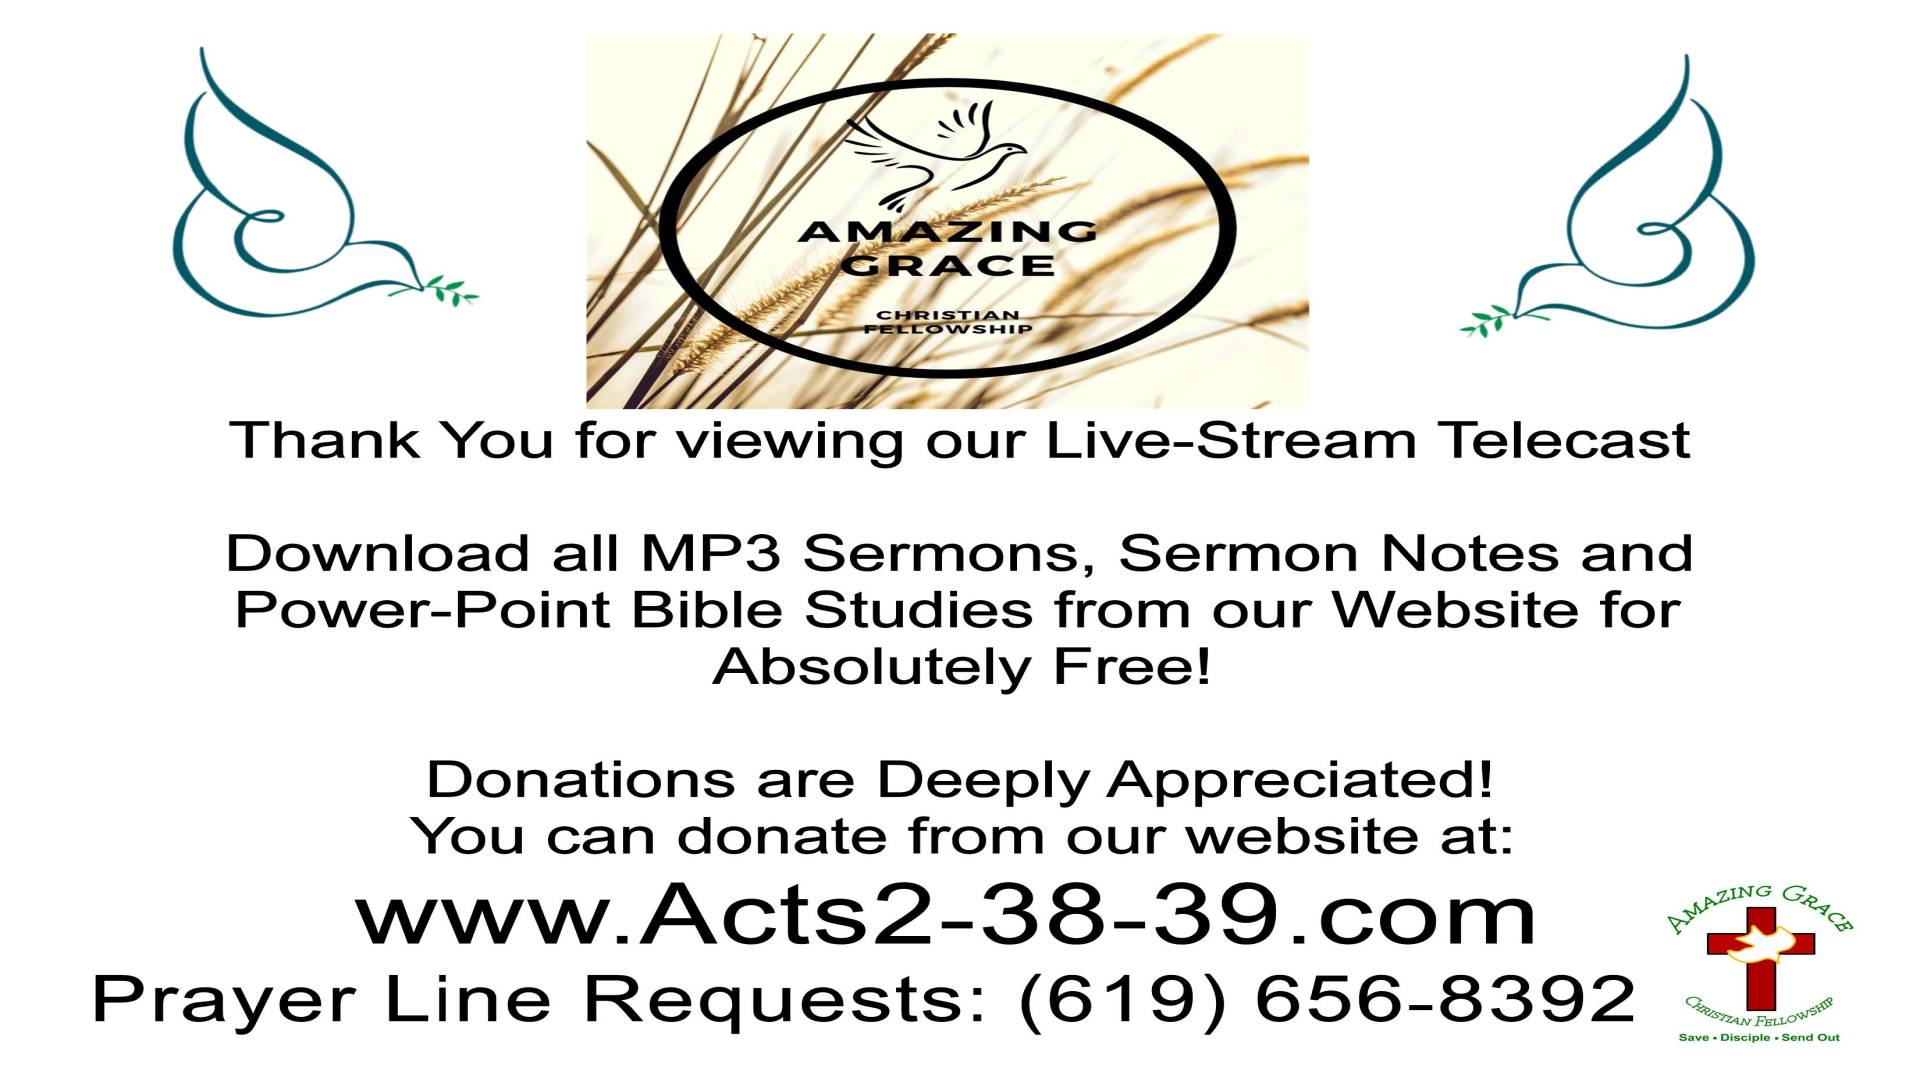 AMAZING
GRACE
CHRISTIAN
FELLOWSHIP
Thank You for viewing our Live-Stream Telecast
Download all MP3 Sermons, Sermon Notes and
Power-Point Bible Studies from our Website for
Absolutely Free!
Donations are Deeply Appreciated!
You can donate from our website at:
www.Acts2-38-39.com
Prayer Line Requests: (619) 656-8392
AMAZING GRACE
CHRISTIAN FELLOWSHIP
Save • Disciple • Send Out